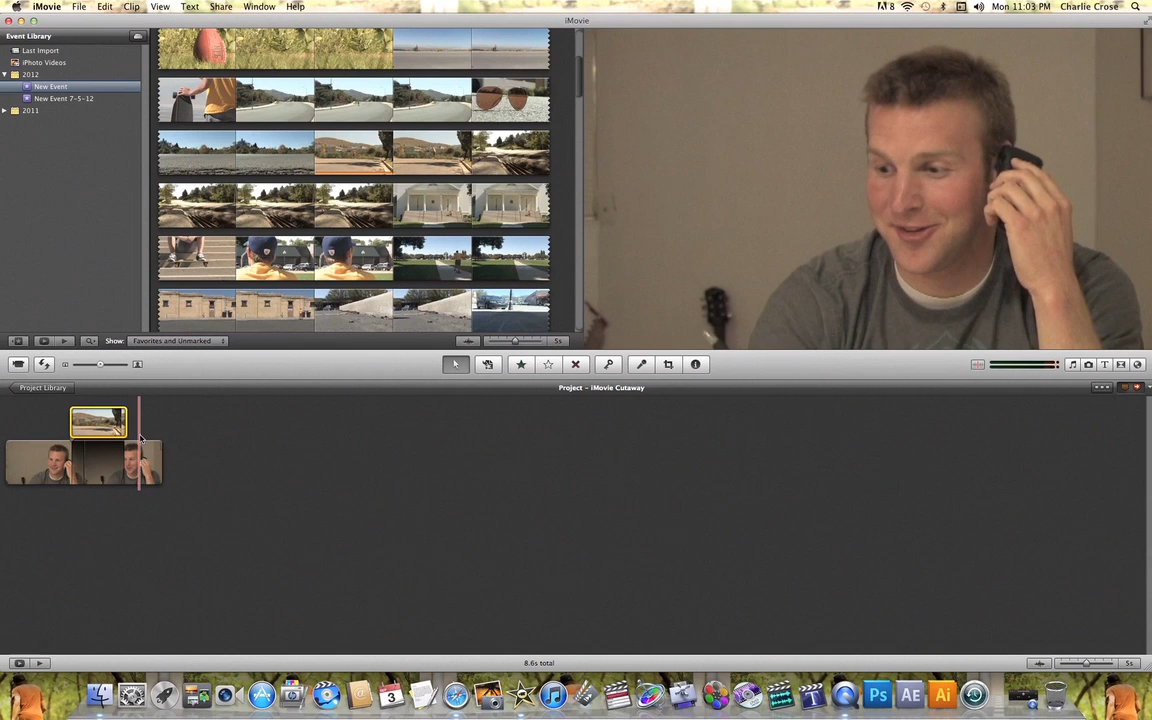 iMovie File Edit Clip View Text Share Window Help 8 Mon 11:03 PM Charlie Crose
iMovie
Event Library
Last Import
iPhoto Videos
2012
New Event
New Event 7-5-12
2011
Show: Favorites and Unmarked 5s
Project Library Project - iMovie Cutaway
8.6s total 5s
3 T Ps AE Ai